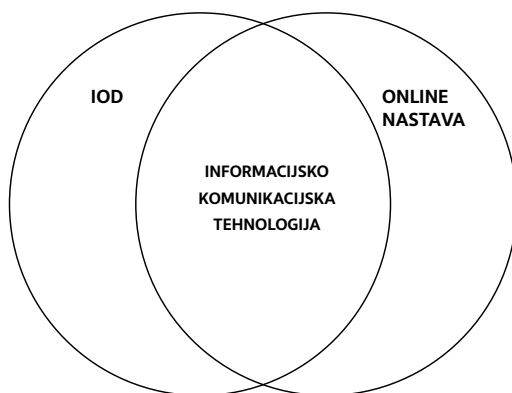 IOD
ONLINE
NASTAVA
INFORMACIJSKO
KOMUNIKACIJSKA
TEHNOLOGIJA